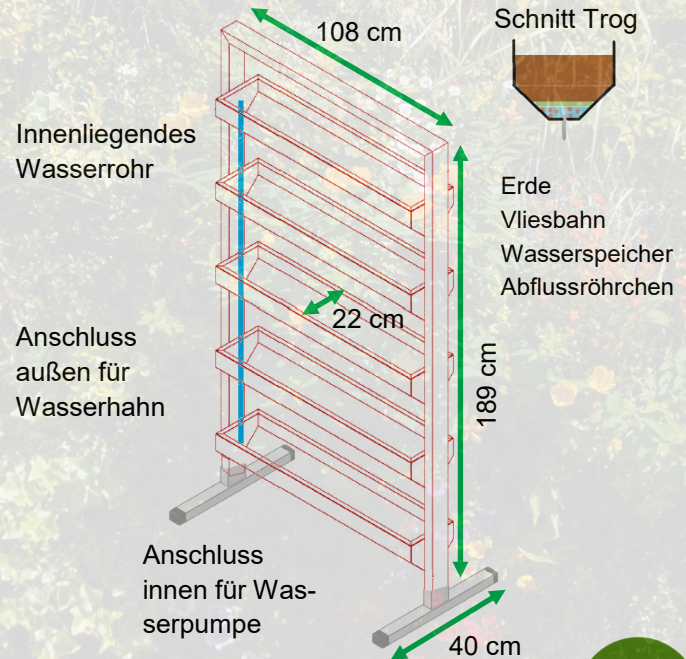 108 cm
Schnitt Trog
Innenliegendes
Wasserrohr
Erde
Vliesbahn
Wasserspeicher
Abflussröhrchen
22 cm
Anschluss
außen für
Wasserhahn
189 cm
Anschluss
innen für Was-
serpumpe
40 cm